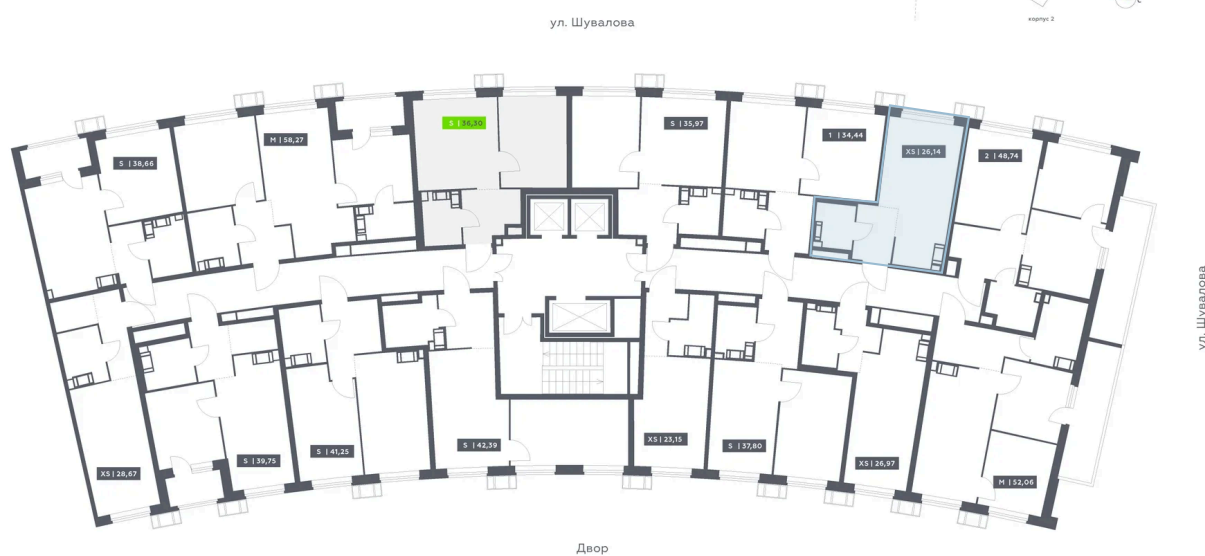 корпус 2
ул. Шувалова
S | 36,30
S | 35,97
1 | 34,44
M | 58,27
XS | 26,14
2 | 48,74
S | 38,66
ул. Шувалова
XS | 23,15
S | 42,39
S | 37,80
S | 41,25
S | 39,75
XS | 26,97
XS | 28,67
M | 52,06
Двор